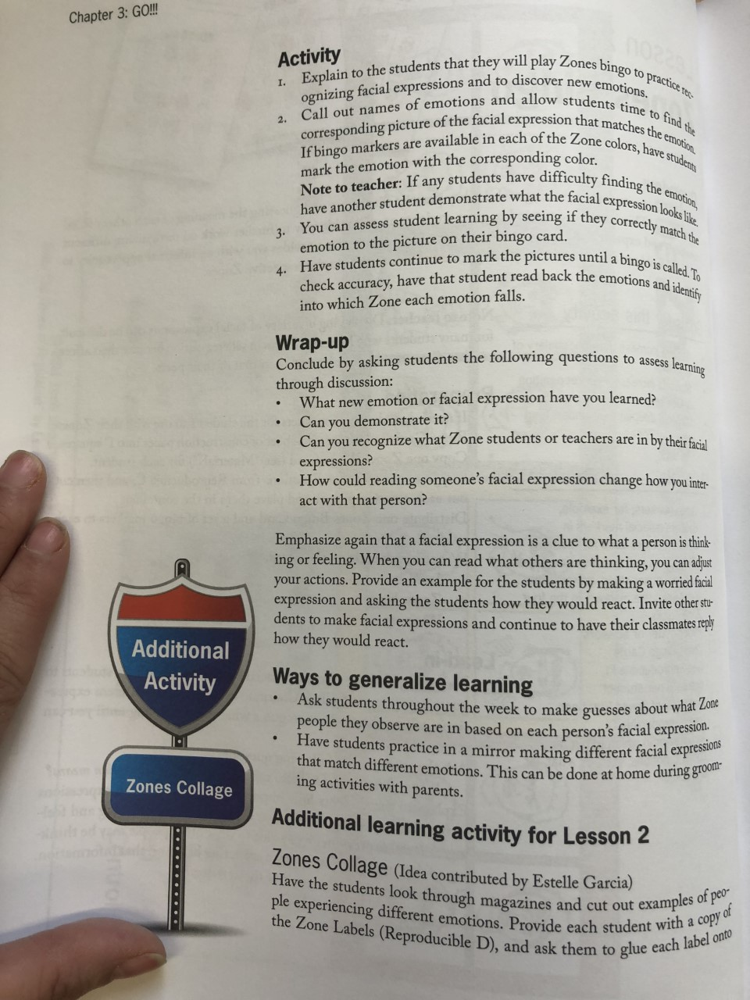 Chapter 3: GO!!!
Activity
1. Explain to the students that they will play Zones bingo to practice rec-
ognizing facial expressions and to discover new emotions.
2. Call out names of emotions and allow students time to find the
corresponding picture of the facial expression that matches the emotion.
If bingo markers are available in each of the Zone colors, have students
mark the emotion with the corresponding color.
Note to teacher: If any students have difficulty finding the emotion,
have another student demonstrate what the facial expression looks like.
3. You can assess student learning by seeing if they correctly match the
emotion to the picture on their bingo card.
4. Have students continue to mark the pictures until a bingo is called. To
check accuracy, have that student read back the emotions and identify
into which Zone each emotion falls.
Wrap-up
Conclude by asking students the following questions to assess learning
through discussion:
• What new emotion or facial expression have you learned?
• Can you demonstrate it?
• Can you recognize what Zone students or teachers are in by their facial
expressions?
• How could reading someone's facial expression change how you inter-
act with that person?
Emphasize again that a facial expression is a clue to what a person is think-
ing or feeling. When you can read what others are thinking, you can adjust
your actions. Provide an example for the students by making a worried facial
expression and asking the students how they would react. Invite other stu-
dents to make facial expressions and continue to have their classmates reply
how they would react.
Additional
Activity
Zones Collage
Ways to generalize learning
• Ask students throughout the week to make guesses about what Zone
people they observe are in based on each person's facial expression.
• Have students practice in a mirror making different facial expressions
that match different emotions. This can be done at home during groom-
ing activities with parents.
Additional learning activity for Lesson 2
Zones Collage (Idea contributed by Estelle Garcia)
Have the students look through magazines and cut out examples of peo-
ple experiencing different emotions. Provide each student with a copy of
the Zone Labels (Reproducible D), and ask them to glue each label onto